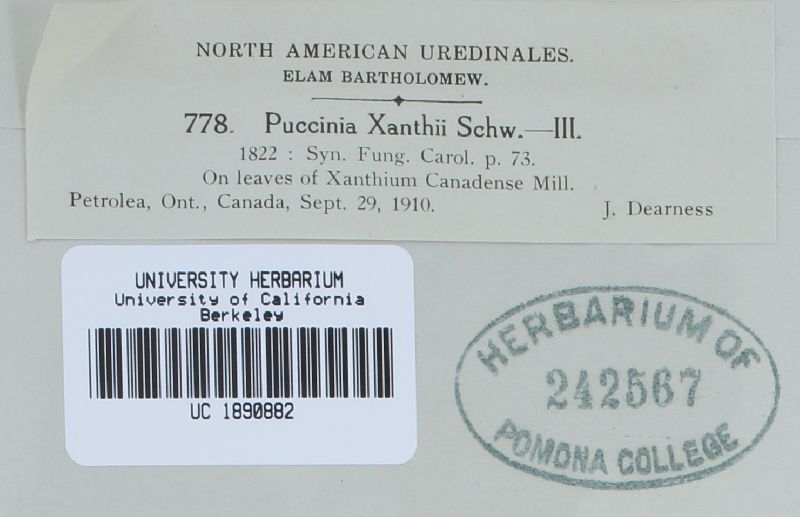 NORTH AMERICAN UREDINALES.
ELAM BARTHOLOMEW.
778. Puccinia Xanthii Schw.—III.
1822 : Syn. Fung. Carol. p. 73.
On leaves of Xanthium Canadense Mill.
Petrolea, Ont., Canada, Sept. 29, 1910. J. Dearness
UNIVERSITY HERBARIUM
University of California
Berkeley
UC 1890882
HERBARIUM OF
242567
POMONA COLLEGE